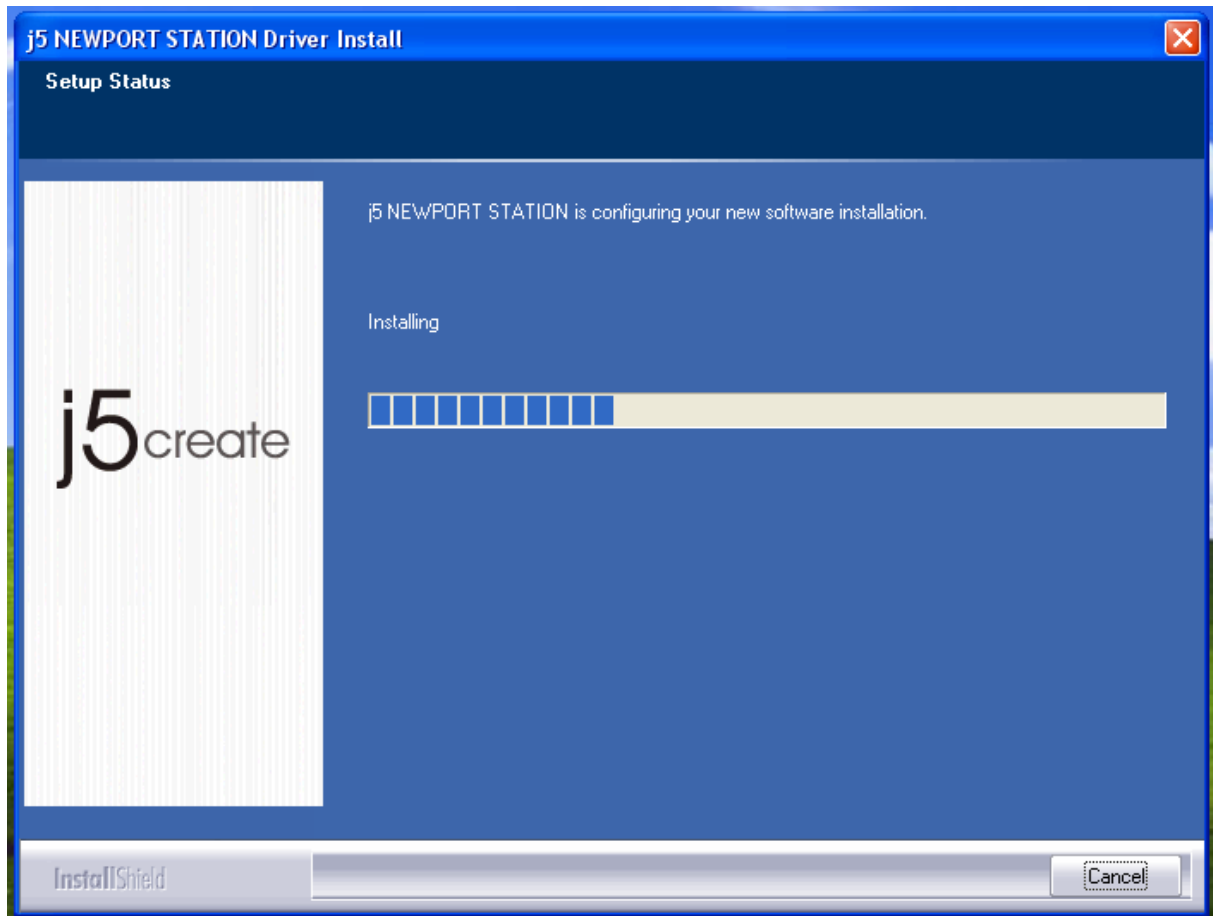 j5 NEWPORT STATION Driver Install
Setup Status
j5 NEWPORT STATION is configuring your new software installation.
Installing
j5create
InstallShield
Cancel